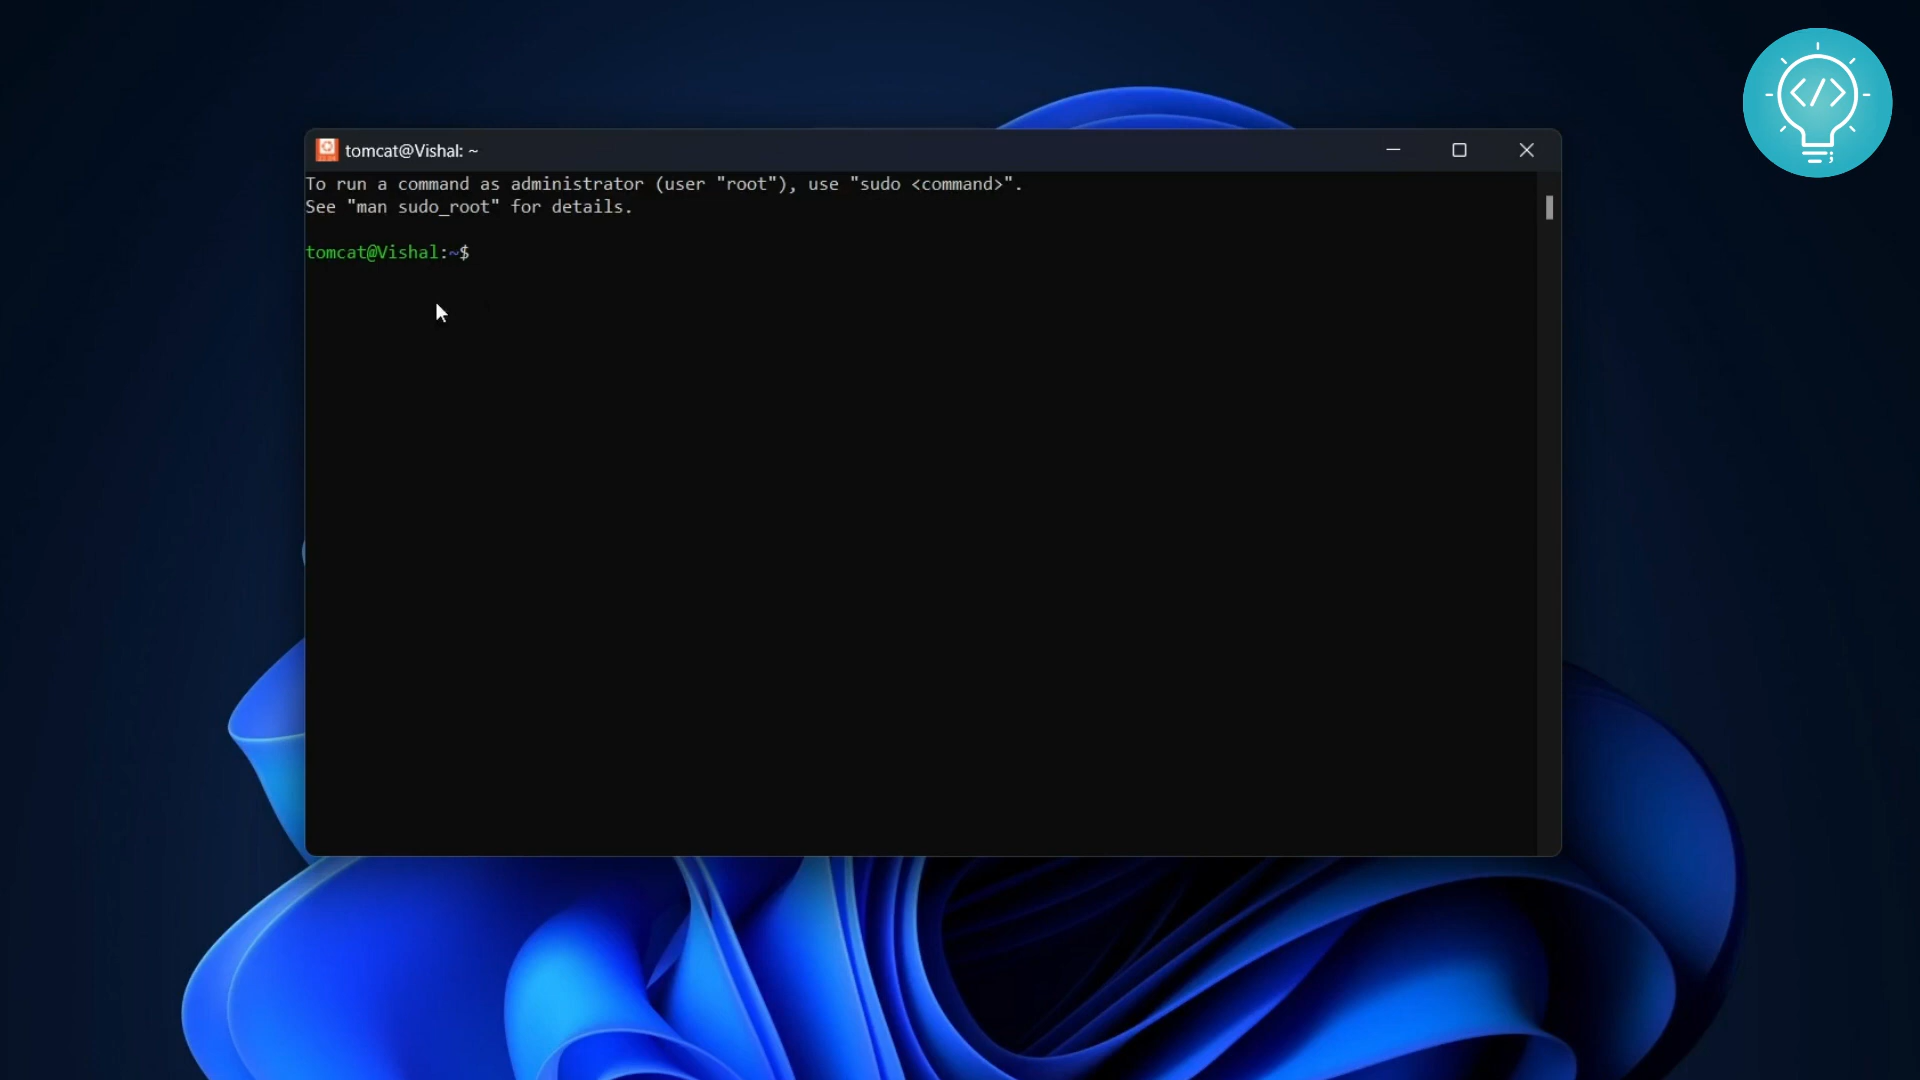 tomcat@Vishal: ~
To run a command as administrator (user "root"), use "sudo <command>".
See "man sudo_root" for details.
tomcat@Vishal:~$